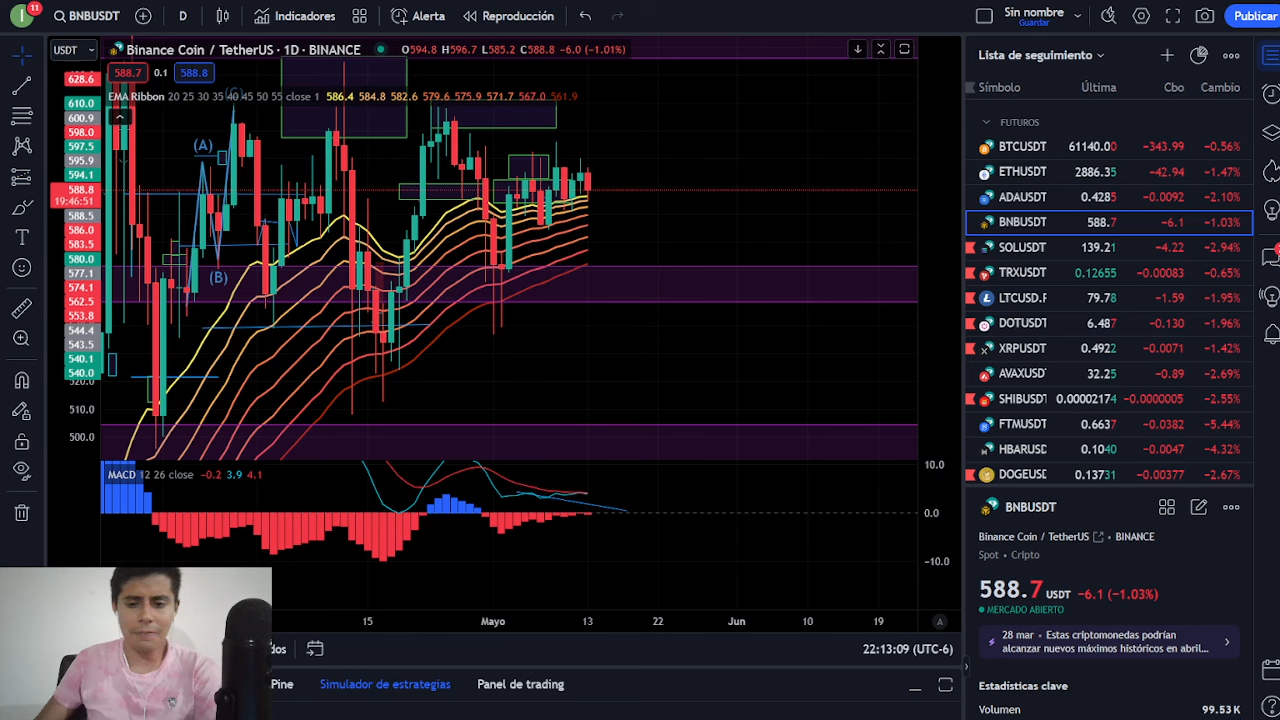 I 11 BNBUSDT D Indicadores Alerta Reproducción Sin nombre Guardar Publicar
USDT Binance Coin / TetherUS · 1D · BINANCE O594.8 H596.7 L585.2 C588.8 −6.0 (−1.01%)
588.7 0.1 588.8
EMA Ribbon 20 25 30 35 40 45 50 55 close 1 586.4 584.8 582.6 579.6 575.9 571.7 567.0 561.9
628.6
610.0
600.9
598.0
597.5
595.9
594.1
588.8
19:46:51
588.5
586.0
583.5
580.0
577.1
574.1
562.5
553.8
544.4
543.5
540.1
540.0
520.0
510.0
500.0
(C)
(A)
(B)
MACD 12 26 close −0.2 3.9 4.1
10.0
0.0
−10.0
15 Mayo 13 22 Jun 10 19 A
dos 22:13:09 (UTC-6)
Pine Simulador de estrategias Panel de trading
Lista de seguimiento
Símbolo Última Cbo Cambio
FUTUROS
BTCUSDT 61140.00 −343.99 −0.56%
ETHUSDT 2886.35 −42.94 −1.47%
ADAUSDT 0.4285 −0.0092 −2.10%
BNBUSDT 588.7 −6.1 −1.03%
SOLUSDT 139.21 −4.22 −2.94%
TRXUSDT 0.12655 −0.00083 −0.65%
LTCUSD.F 79.78 −1.59 −1.95%
DOTUSDT 6.487 −0.130 −1.96%
XRPUSDT 0.4922 −0.0071 −1.42%
AVAXUSD 32.25 −0.89 −2.69%
SHIBUSD 0.00002174 −0.0000005 −2.55%
FTMUSDT 0.6637 −0.0382 −5.44%
HBARUSD 0.1040 −0.0047 −4.32%
DOGEUSD 0.13731 −0.00377 −2.67%
BNBUSDT
Binance Coin / TetherUS • BINANCE
Spot • Cripto
588.7 USDT −6.1 (−1.03%)
MERCADO ABIERTO
28 mar • Estas criptomonedas podrían
alcanzar nuevos máximos históricos en abril...
Estadísticas clave
Volumen 99.53 K